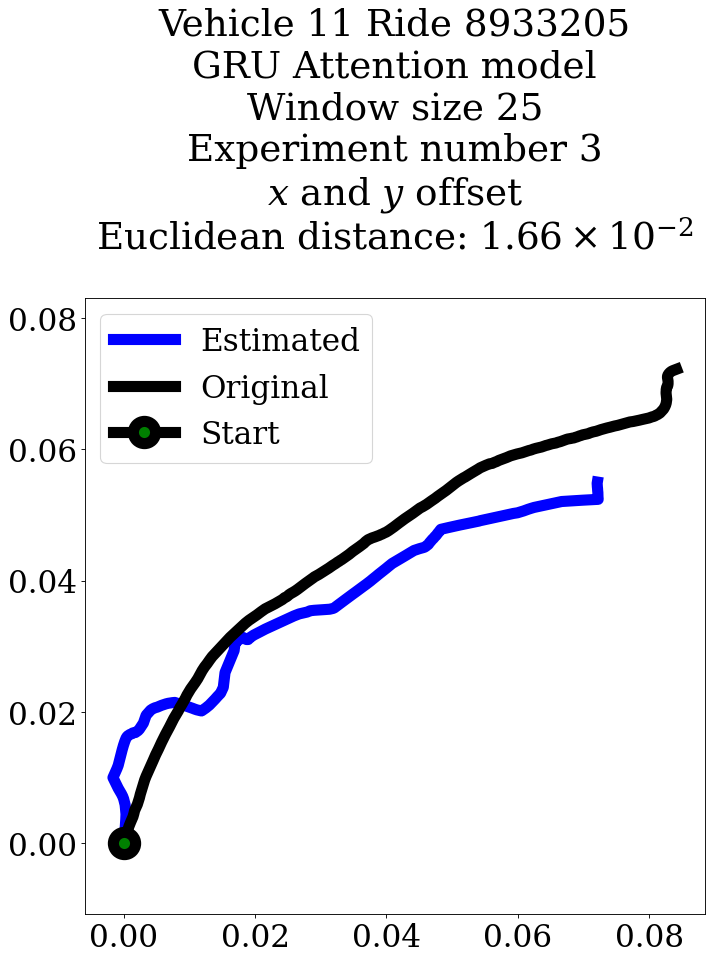 Vehicle 11 Ride 8933205
GRU Attention model
Window size 25
Experiment number 3
x and y offset
Euclidean distance: 1.66 × 10⁻²
Estimated
Original
Start
0.08
0.06
0.04
0.02
0.00
0.00 0.02 0.04 0.06 0.08